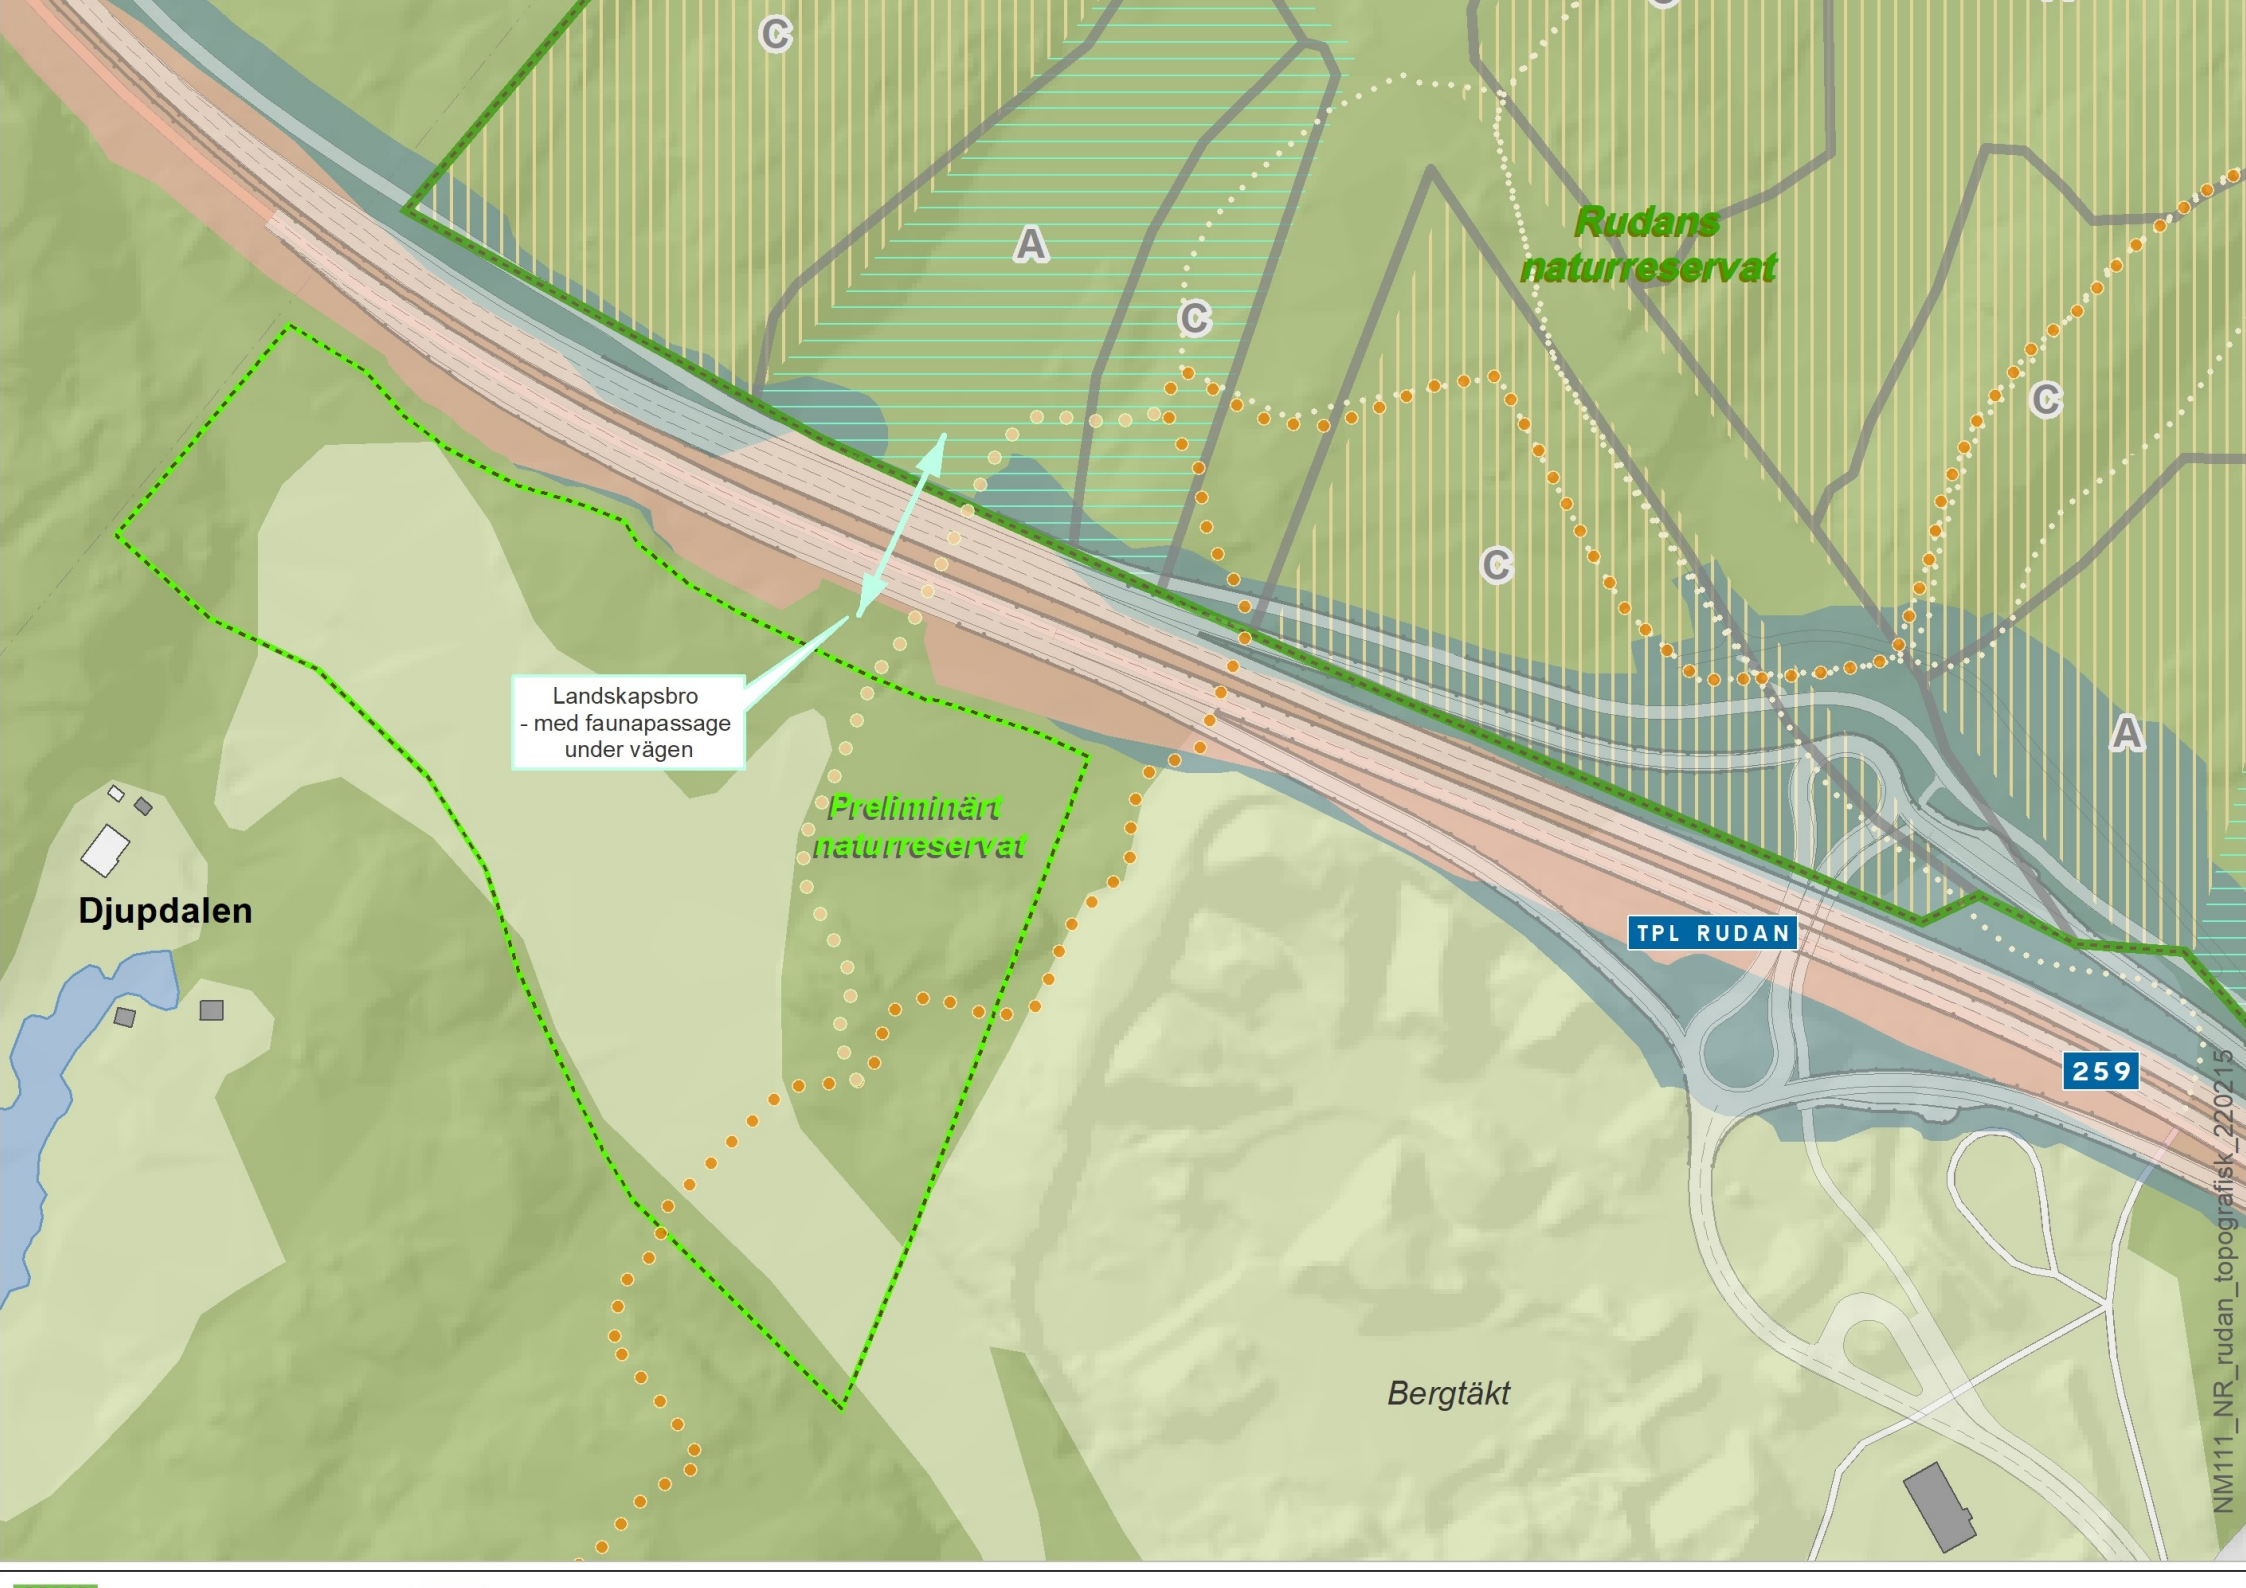 C
A
Rudans
naturreservat
C
C
C
A
Landskapsbro
- med faunapassage
under vägen
Preliminärt
naturreservat
Djupdalen
TPL RUDAN
259
Bergtäkt
NM111_NR_rudan_topografisk_220215